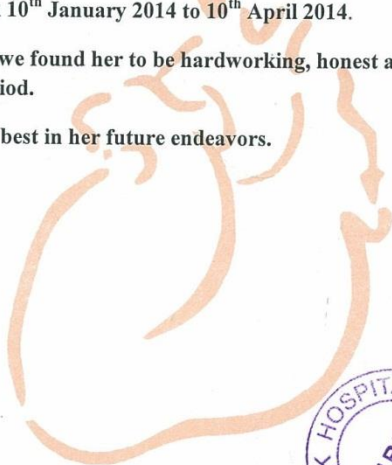 10th January 2014 to 10th April 2014.
we found her to be hardworking, honest a
iod.
best in her future endeavors.
K HOSPITA